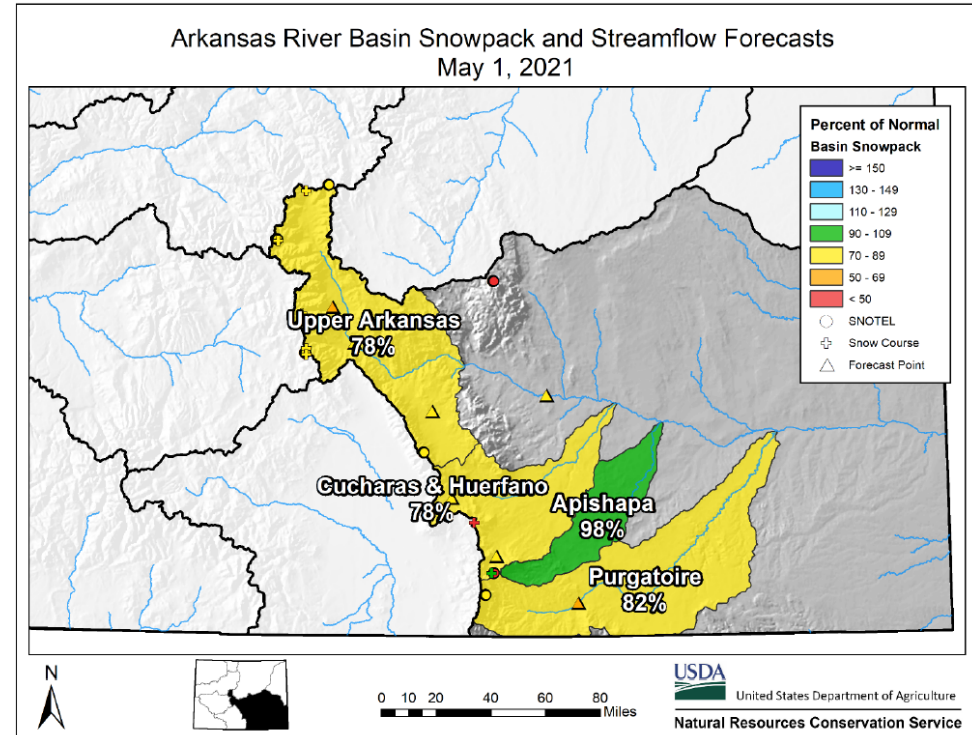 Arkansas River Basin Snowpack and Streamflow Forecasts
May 1, 2021
Percent of Normal
Basin Snowpack
>= 150
130 - 149
110 - 129
90 - 109
70 - 89
50 - 69
< 50
SNOTEL
Snow Course
Forecast Point
Upper Arkansas
78%
Cucharas & Huerfano
78%
Apishapa
98%
Purgatoire
82%
N
0 10 20 40 60 80
Miles
USDA
United States Department of Agriculture
Natural Resources Conservation Service